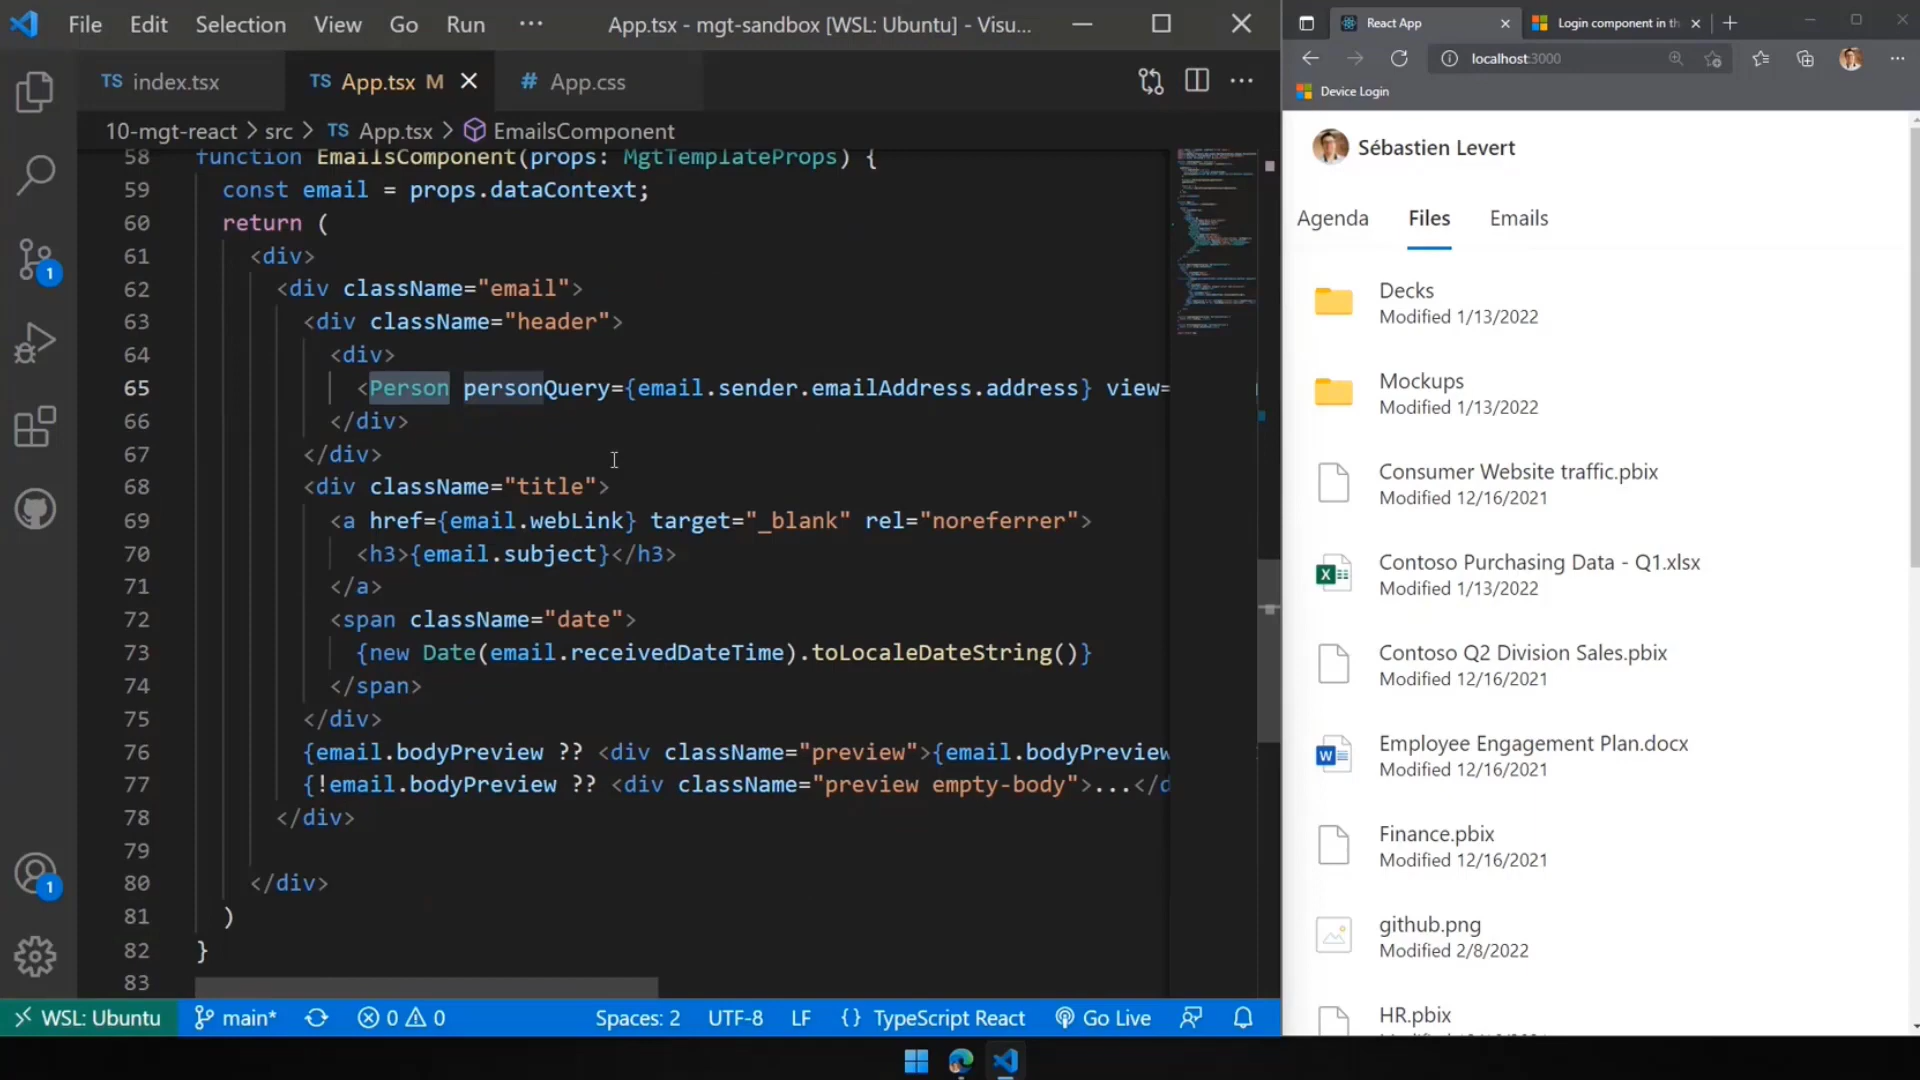 File Edit Selection View Go Run ··· App.tsx - mgt-sandbox [WSL: Ubuntu] - Visu...
TS index.tsx TS App.tsx M # App.css
10-mgt-react > src > TS App.tsx > EmailsComponent
58 function EmailsComponent(props: MgtTemplateProps) {
59 const email = props.dataContext;
60 return (
61 <div>
62 <div className="email">
63 <div className="header">
64 <div>
65 <Person personQuery={email.sender.emailAddress.address} view=
66 </div>
67 </div>
68 <div className="title">
69 <a href={email.webLink} target="_blank" rel="noreferrer">
70 <h3>{email.subject}</h3>
71 </a>
72 <span className="date">
73 {new Date(email.receivedDateTime).toLocaleDateString()}
74 </span>
75 </div>
76 {email.bodyPreview ?? <div className="preview">{email.bodyPreview
77 {!email.bodyPreview ?? <div className="preview empty-body">...</d
78 </div>
79
80 </div>
81 )
82 }
83
1
1
WSL: Ubuntu main* 0 0 Spaces: 2 UTF-8 LF {} TypeScript React Go Live
React App Login component in th
localhost:3000
Device Login
Sébastien Levert
Agenda Files Emails
Decks
Modified 1/13/2022
Mockups
Modified 1/13/2022
Consumer Website traffic.pbix
Modified 12/16/2021
Contoso Purchasing Data - Q1.xlsx
Modified 1/13/2022
Contoso Q2 Division Sales.pbix
Modified 12/16/2021
Employee Engagement Plan.docx
Modified 12/16/2021
Finance.pbix
Modified 12/16/2021
github.png
Modified 2/8/2022
HR.pbix